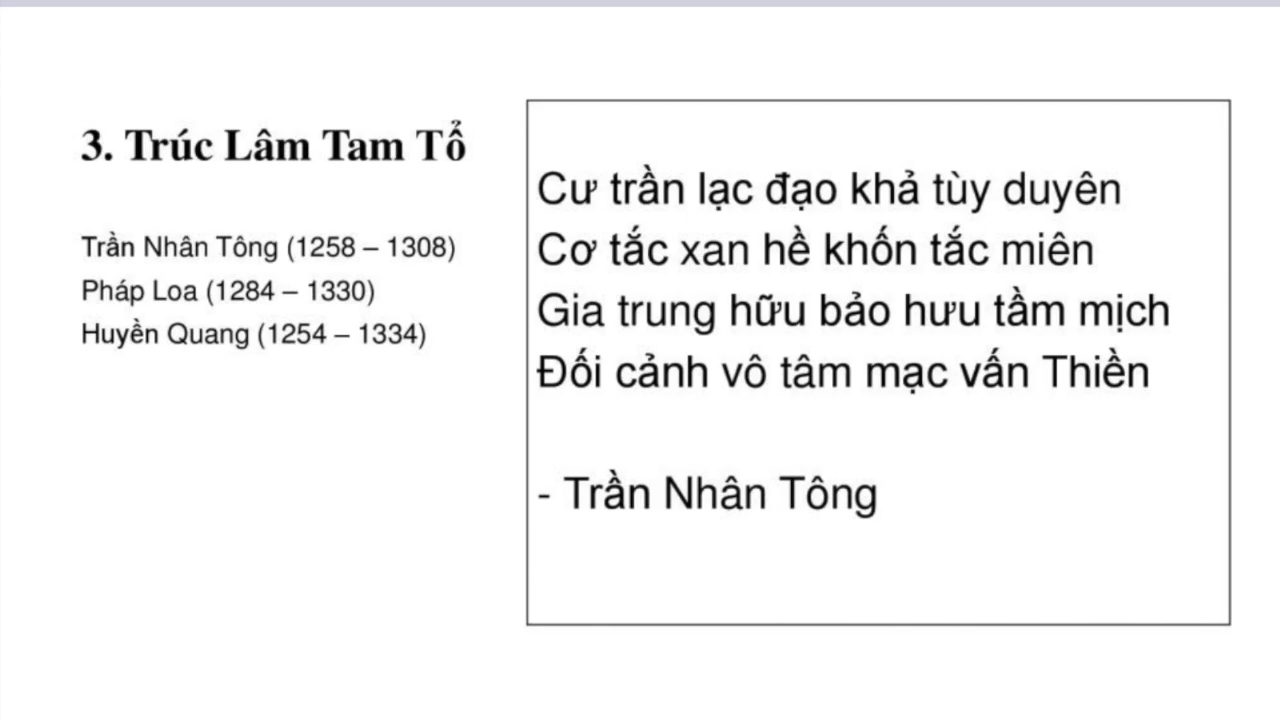 3. Trúc Lâm Tam Tổ
Trần Nhân Tông (1258 – 1308)
Pháp Loa (1284 – 1330)
Huyền Quang (1254 – 1334)
Cư trần lạc đạo khả tùy duyên
Cơ tắc xan hề khốn tắc miên
Gia trung hữu bảo hưu tầm mịch
Đối cảnh vô tâm mạc vấn Thiền
- Trần Nhân Tông